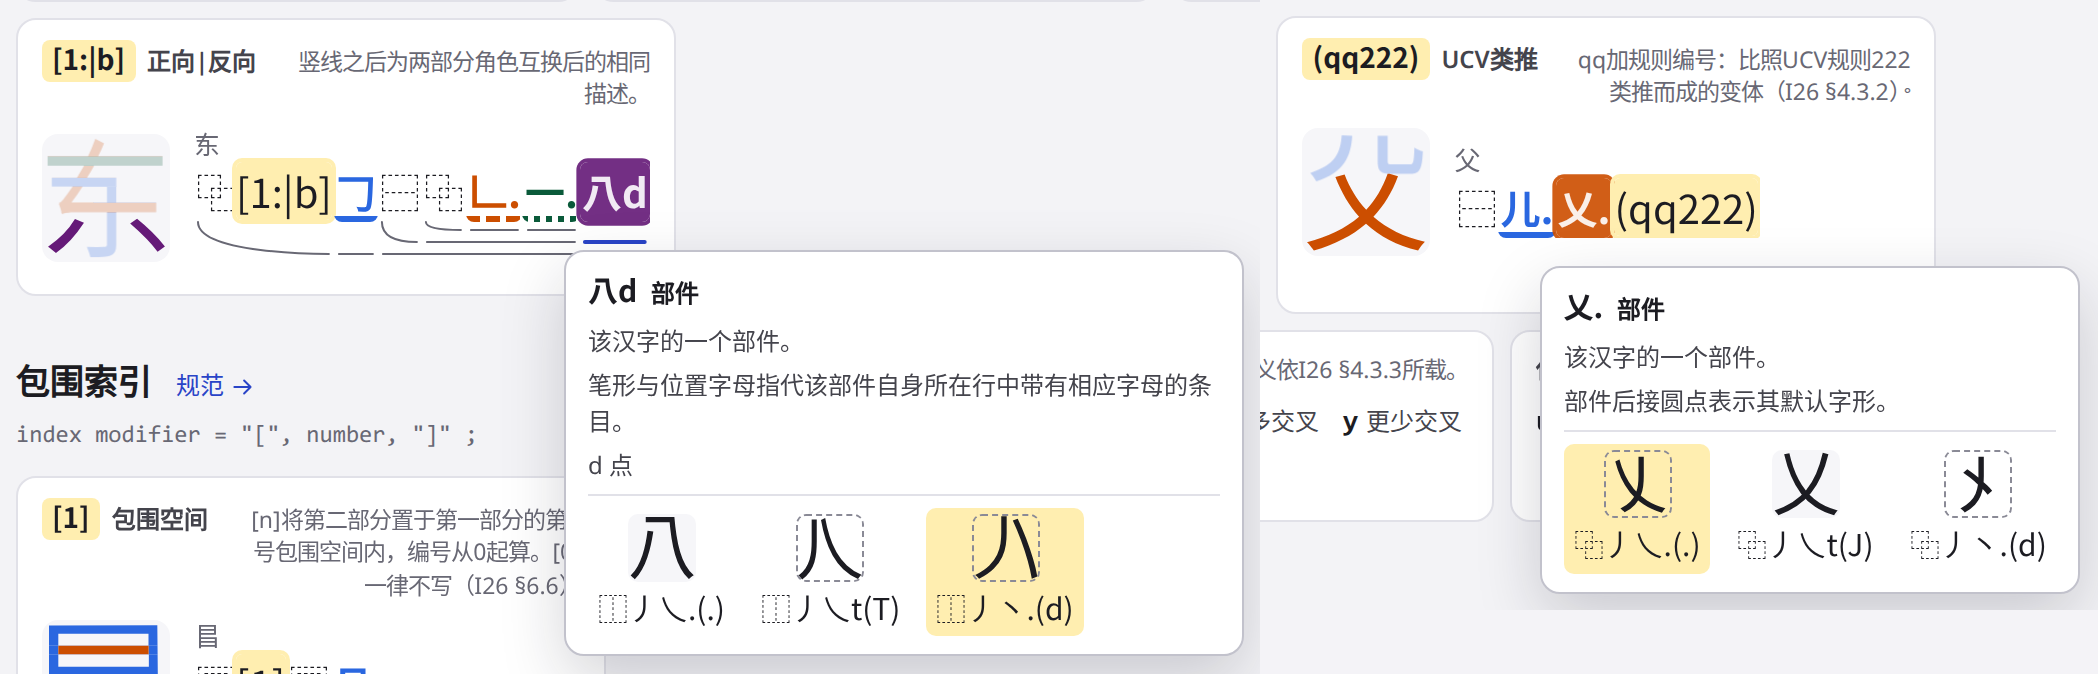 [1:|b] 正向|反向 竖线之后为两部分角色互换后的相同
描述。
东
⿻[1:|b]㇆⿱⿻𠃊.一.八d
八d 部件
该汉字的一个部件。
笔形与位置字母指代该部件自身所在行中带有相应字母的条
目。
d 点
⿰丿㇏.(.) ⿰丿㇏t(T) ⿰丿丶.(d)
包围索引 规范 →
index modifier = "[", number, "]" ;
[1] 包围空间 [n]将第二部分置于第一部分的第
号包围空间内，编号从0起算。[
一律不写（I26 §6.6
昌
(qq222) UCV类推 qq加规则编号：比照UCV规则222
类推而成的变体（I26 §4.3.2）。
父
⿱儿.乂.(qq222)
乂. 部件
该汉字的一个部件。
部件后接圆点表示其默认字形。
⿻丿㇏.(.) ⿻丿㇏t(J) ⿻丿丶.(d)
义依I26 §4.3.3所载。
多交叉 y 更少交叉